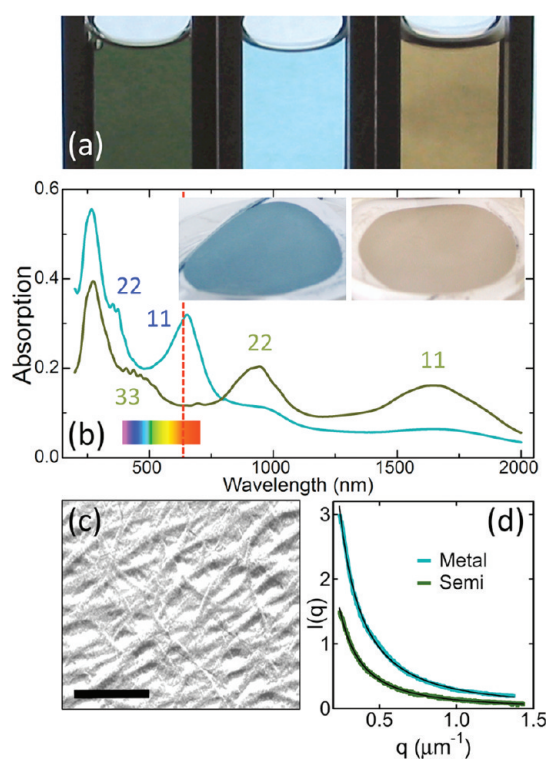 (a)
0.6
0.4
0.2
0.0
Absorption
22
11
33
22
11
(b)
500
1000
1500
2000
Wavelength (nm)
(c)
(d)
3
2
1
0
I(q)
Metal
Semi
0.5
1.0
1.5
q (μm⁻¹)